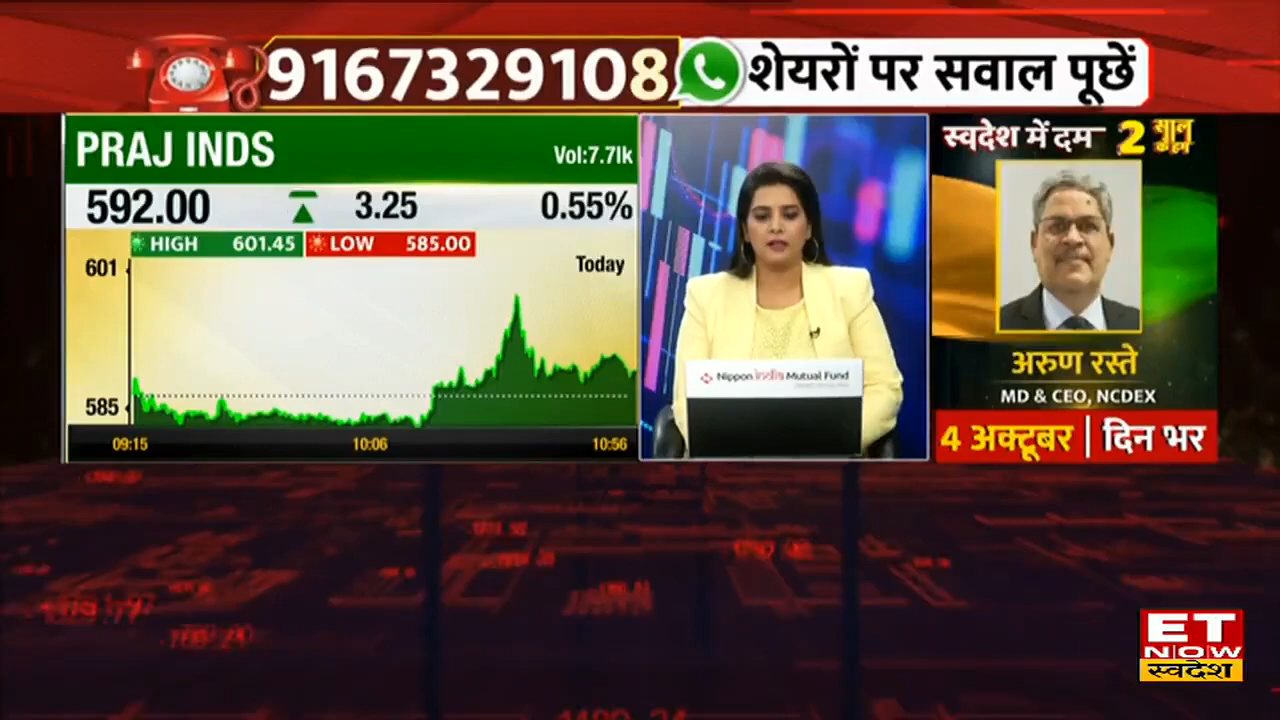 9167329108 शेयरों पर सवाल पूछें
PRAJ INDS
Vol:7.7lk
592.00 3.25 0.55%
HIGH 601.45 LOW 585.00
Today
601
585
09:15 10:06 10:56
Nippon india Mutual Fund
स्वदेश में दम 2 साल
अरुण रस्ते
MD & CEO, NCDEX
4 अक्टूबर | दिन भर
ET
NOW
स्वदेश